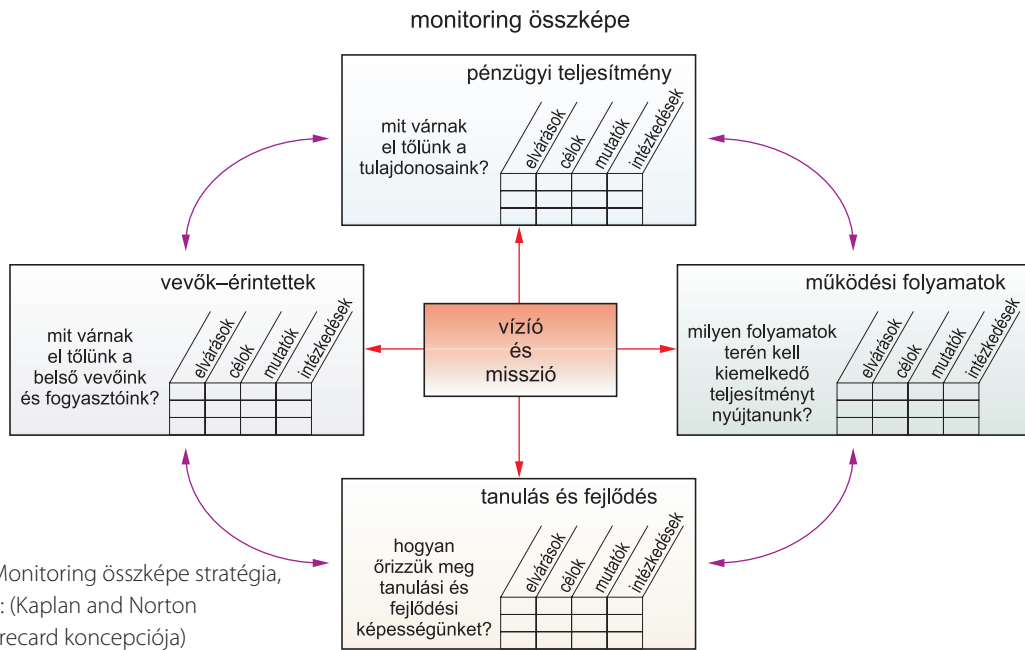 monitoring összképe
pénzügyi teljesítmény
mit várnak
el tőlünk a
tulajdonosaink?
elvárások
célok
mutatók
intézkedések
vevők–érintettek
mit várnak
el tőlünk a
belső vevőink
és fogyasztóink?
elvárások
célok
mutatók
intézkedések
vízíó
és
misszió
működési folyamatok
milyen folyamatok
terén kell
kiemelkedő
teljesítményt
nyújtanunk?
elvárások
célok
mutatók
intézkedések
tanulás és fejlődés
hogyan
őrizzük meg
tanulási és
fejlődési
képességünket?
elvárások
célok
mutatók
intézkedések
Monitoring összképe stratégia,
: (Kaplan and Norton
recard koncepciója)